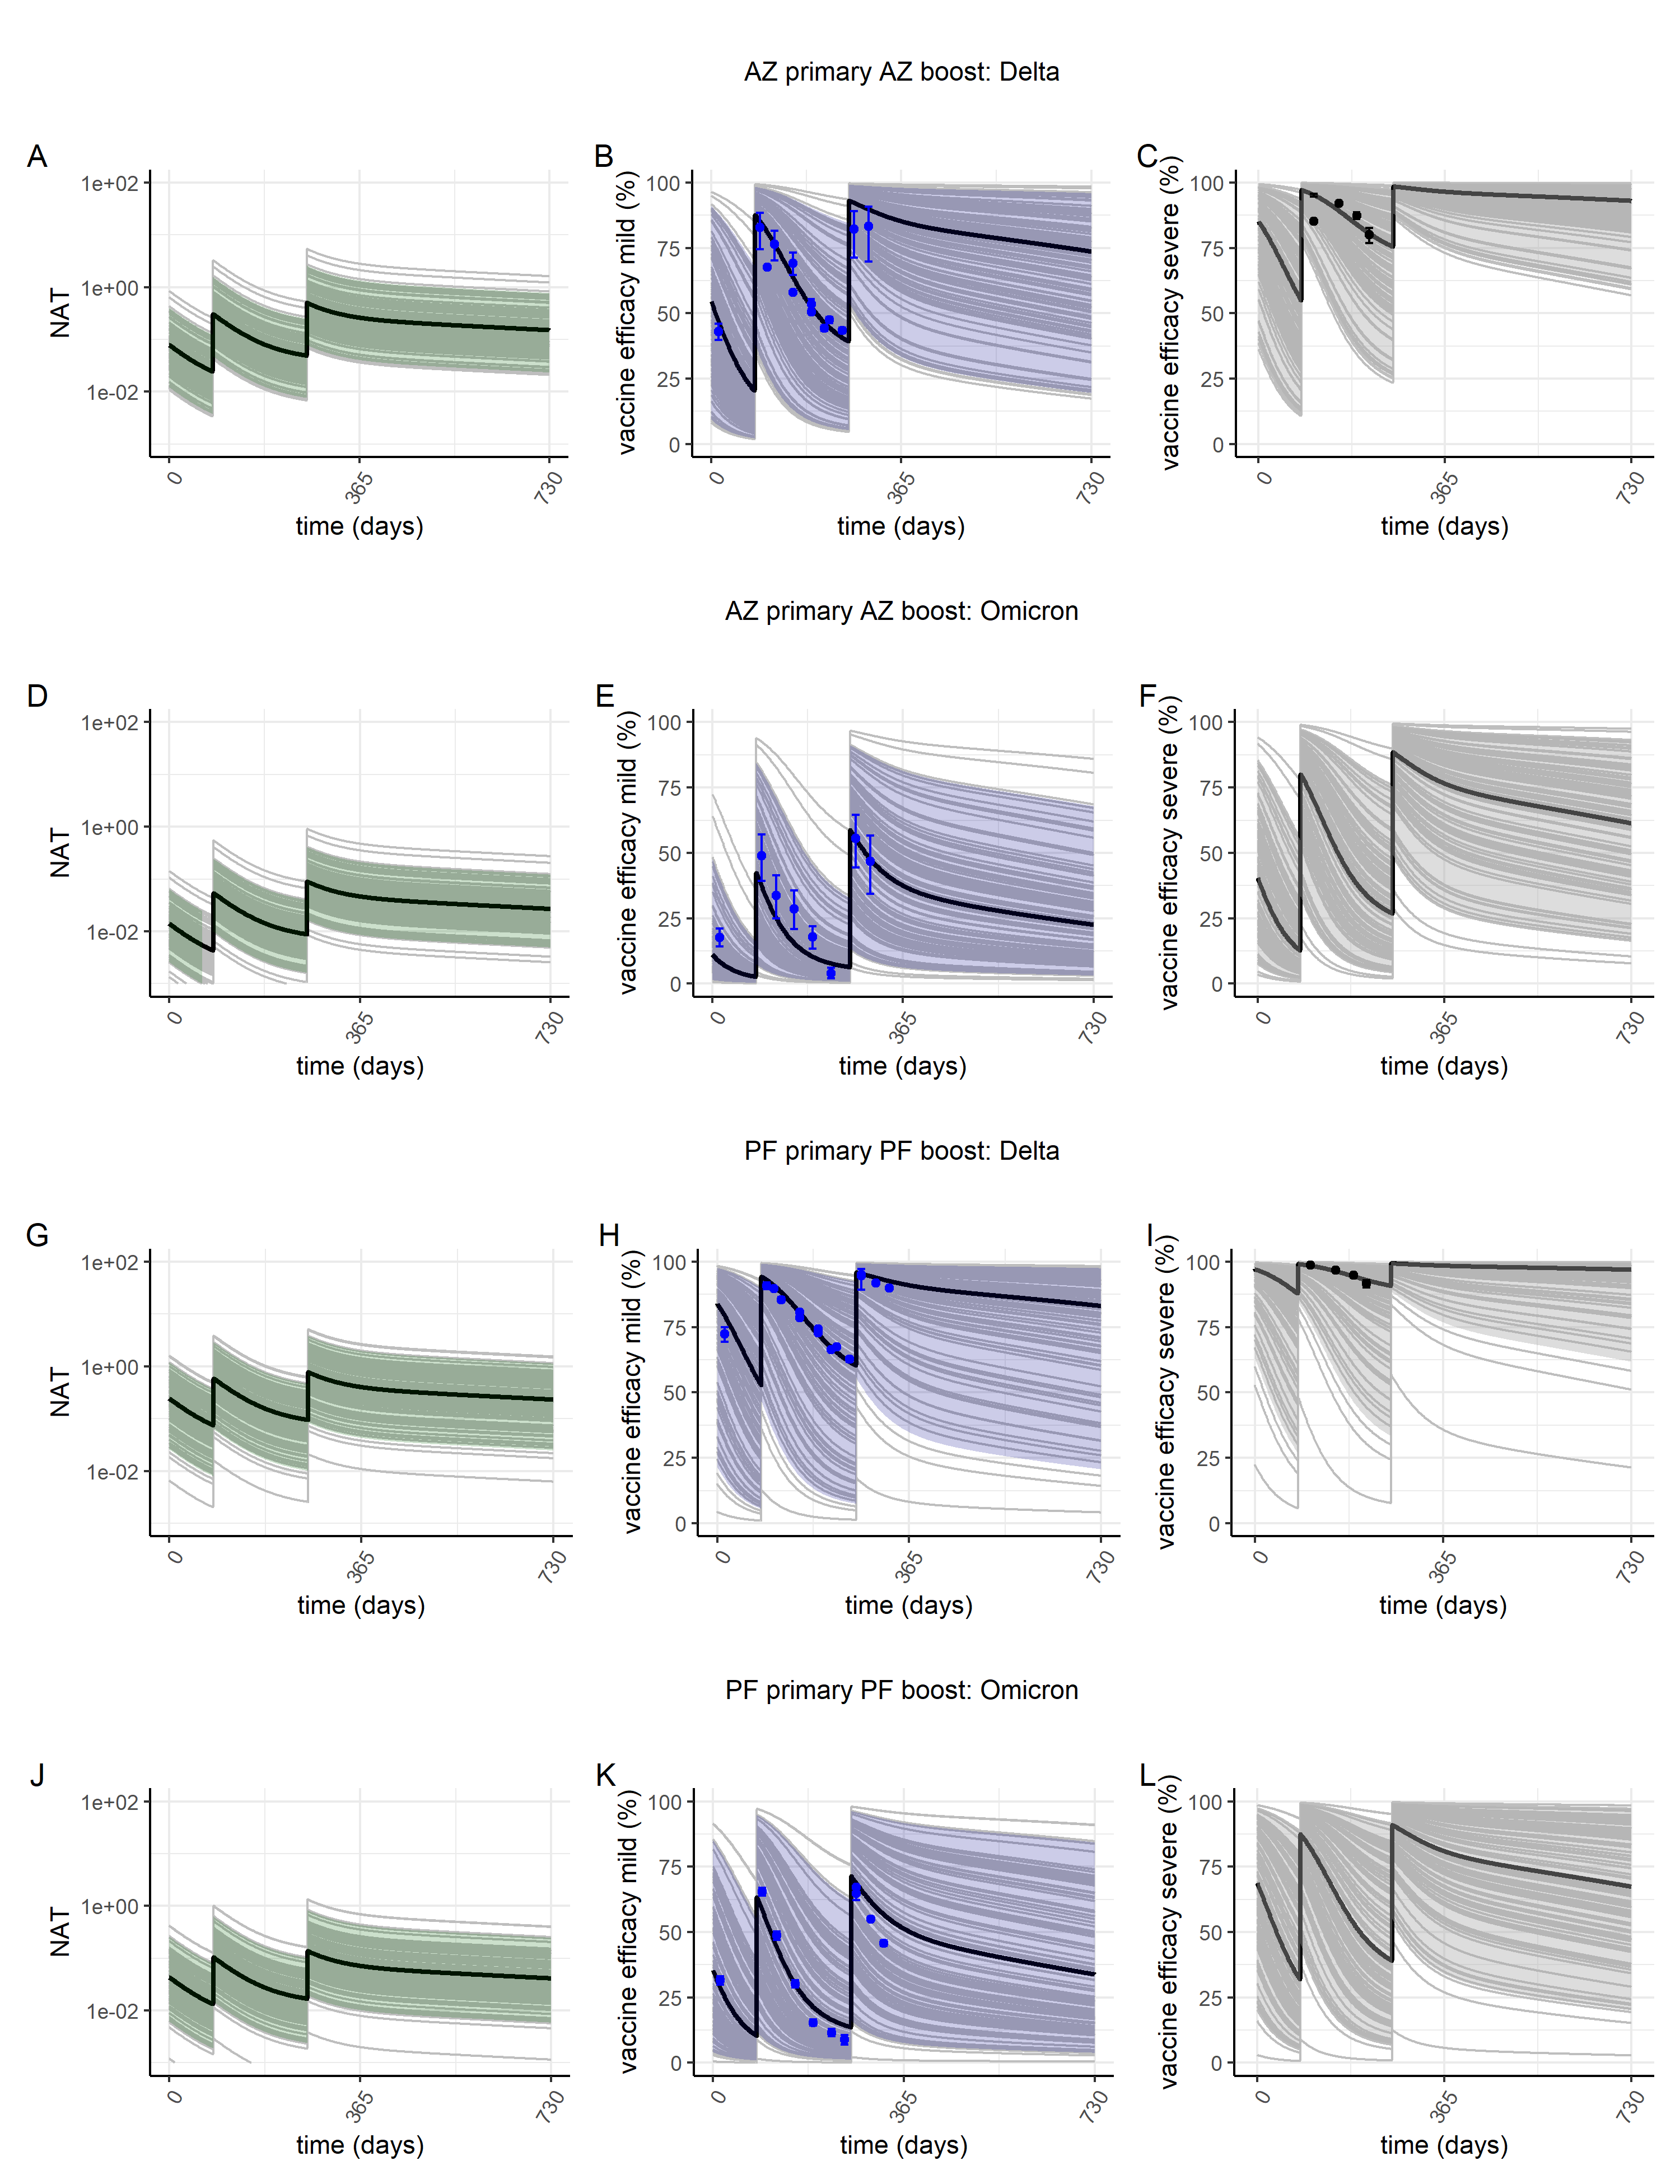 AZ primary AZ boost: Delta
A
NAT
1e+02
1e+00
1e-02
0
365
730
time (days)
B
vaccine efficacy mild (%)
100
75
50
25
0
0
365
730
time (days)
C
vaccine efficacy severe (%)
100
75
50
25
0
0
365
730
time (days)
AZ primary AZ boost: Omicron
D
NAT
1e+02
1e+00
1e-02
0
365
730
time (days)
E
vaccine efficacy mild (%)
100
75
50
25
0
0
365
730
time (days)
F
vaccine efficacy severe (%)
100
75
50
25
0
0
365
730
time (days)
PF primary PF boost: Delta
G
NAT
1e+02
1e+00
1e-02
0
365
730
time (days)
H
vaccine efficacy mild (%)
100
75
50
25
0
0
365
730
time (days)
I
vaccine efficacy severe (%)
100
75
50
25
0
0
365
730
time (days)
PF primary PF boost: Omicron
J
NAT
1e+02
1e+00
1e-02
0
365
730
time (days)
K
vaccine efficacy mild (%)
100
75
50
25
0
0
365
730
time (days)
L
vaccine efficacy severe (%)
100
75
50
25
0
0
365
730
time (days)